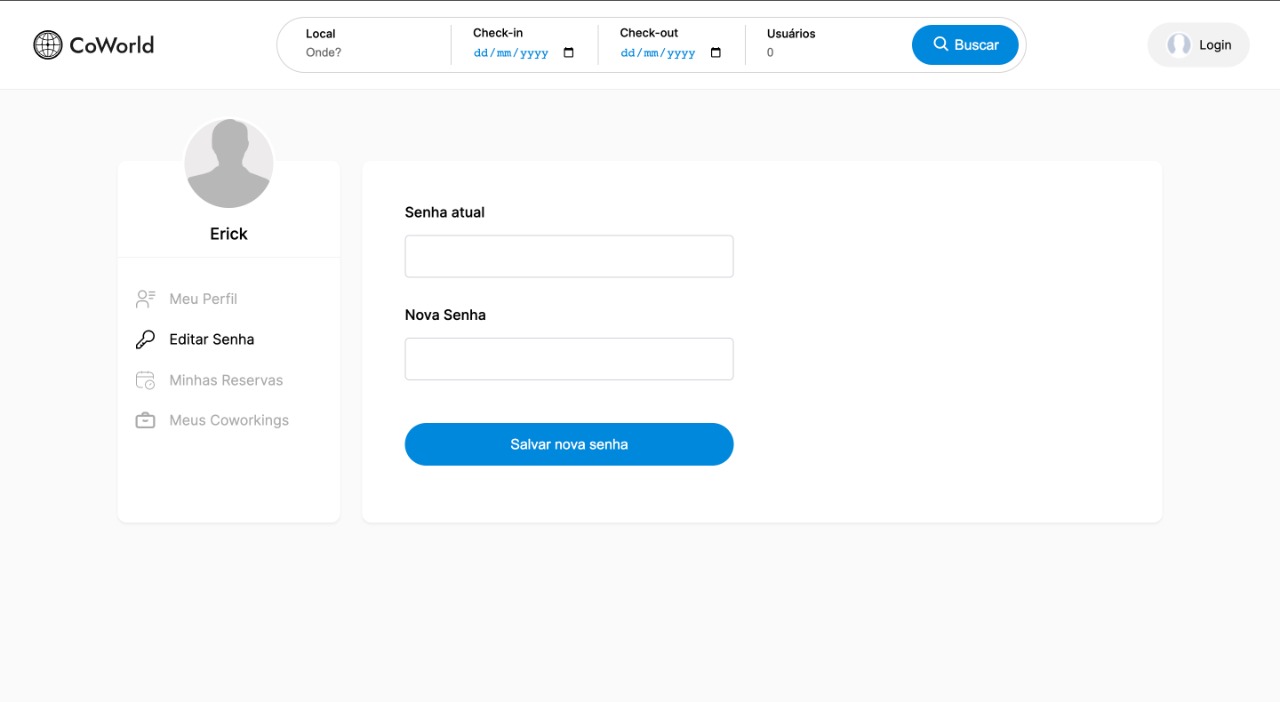 CoWorld
Local
Onde?
Check-in
dd/mm/yyyy
Check-out
dd/mm/yyyy
Usuários
0
Buscar
Login
Erick
Meu Perfil
Editar Senha
Minhas Reservas
Meus Coworkings
Senha atual
Nova Senha
Salvar nova senha